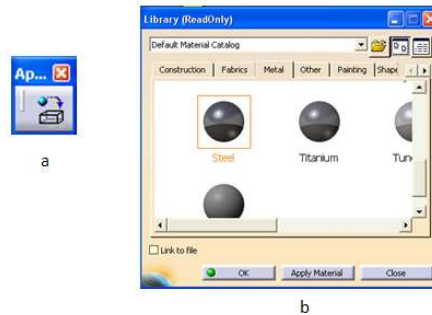 Library (ReadOnly)
Default Material Catalog
Ap...
Construction Fabrics Metal Other Painting Shape
Steel Titanium Tun
Link to file
OK Apply Material Close
a
b